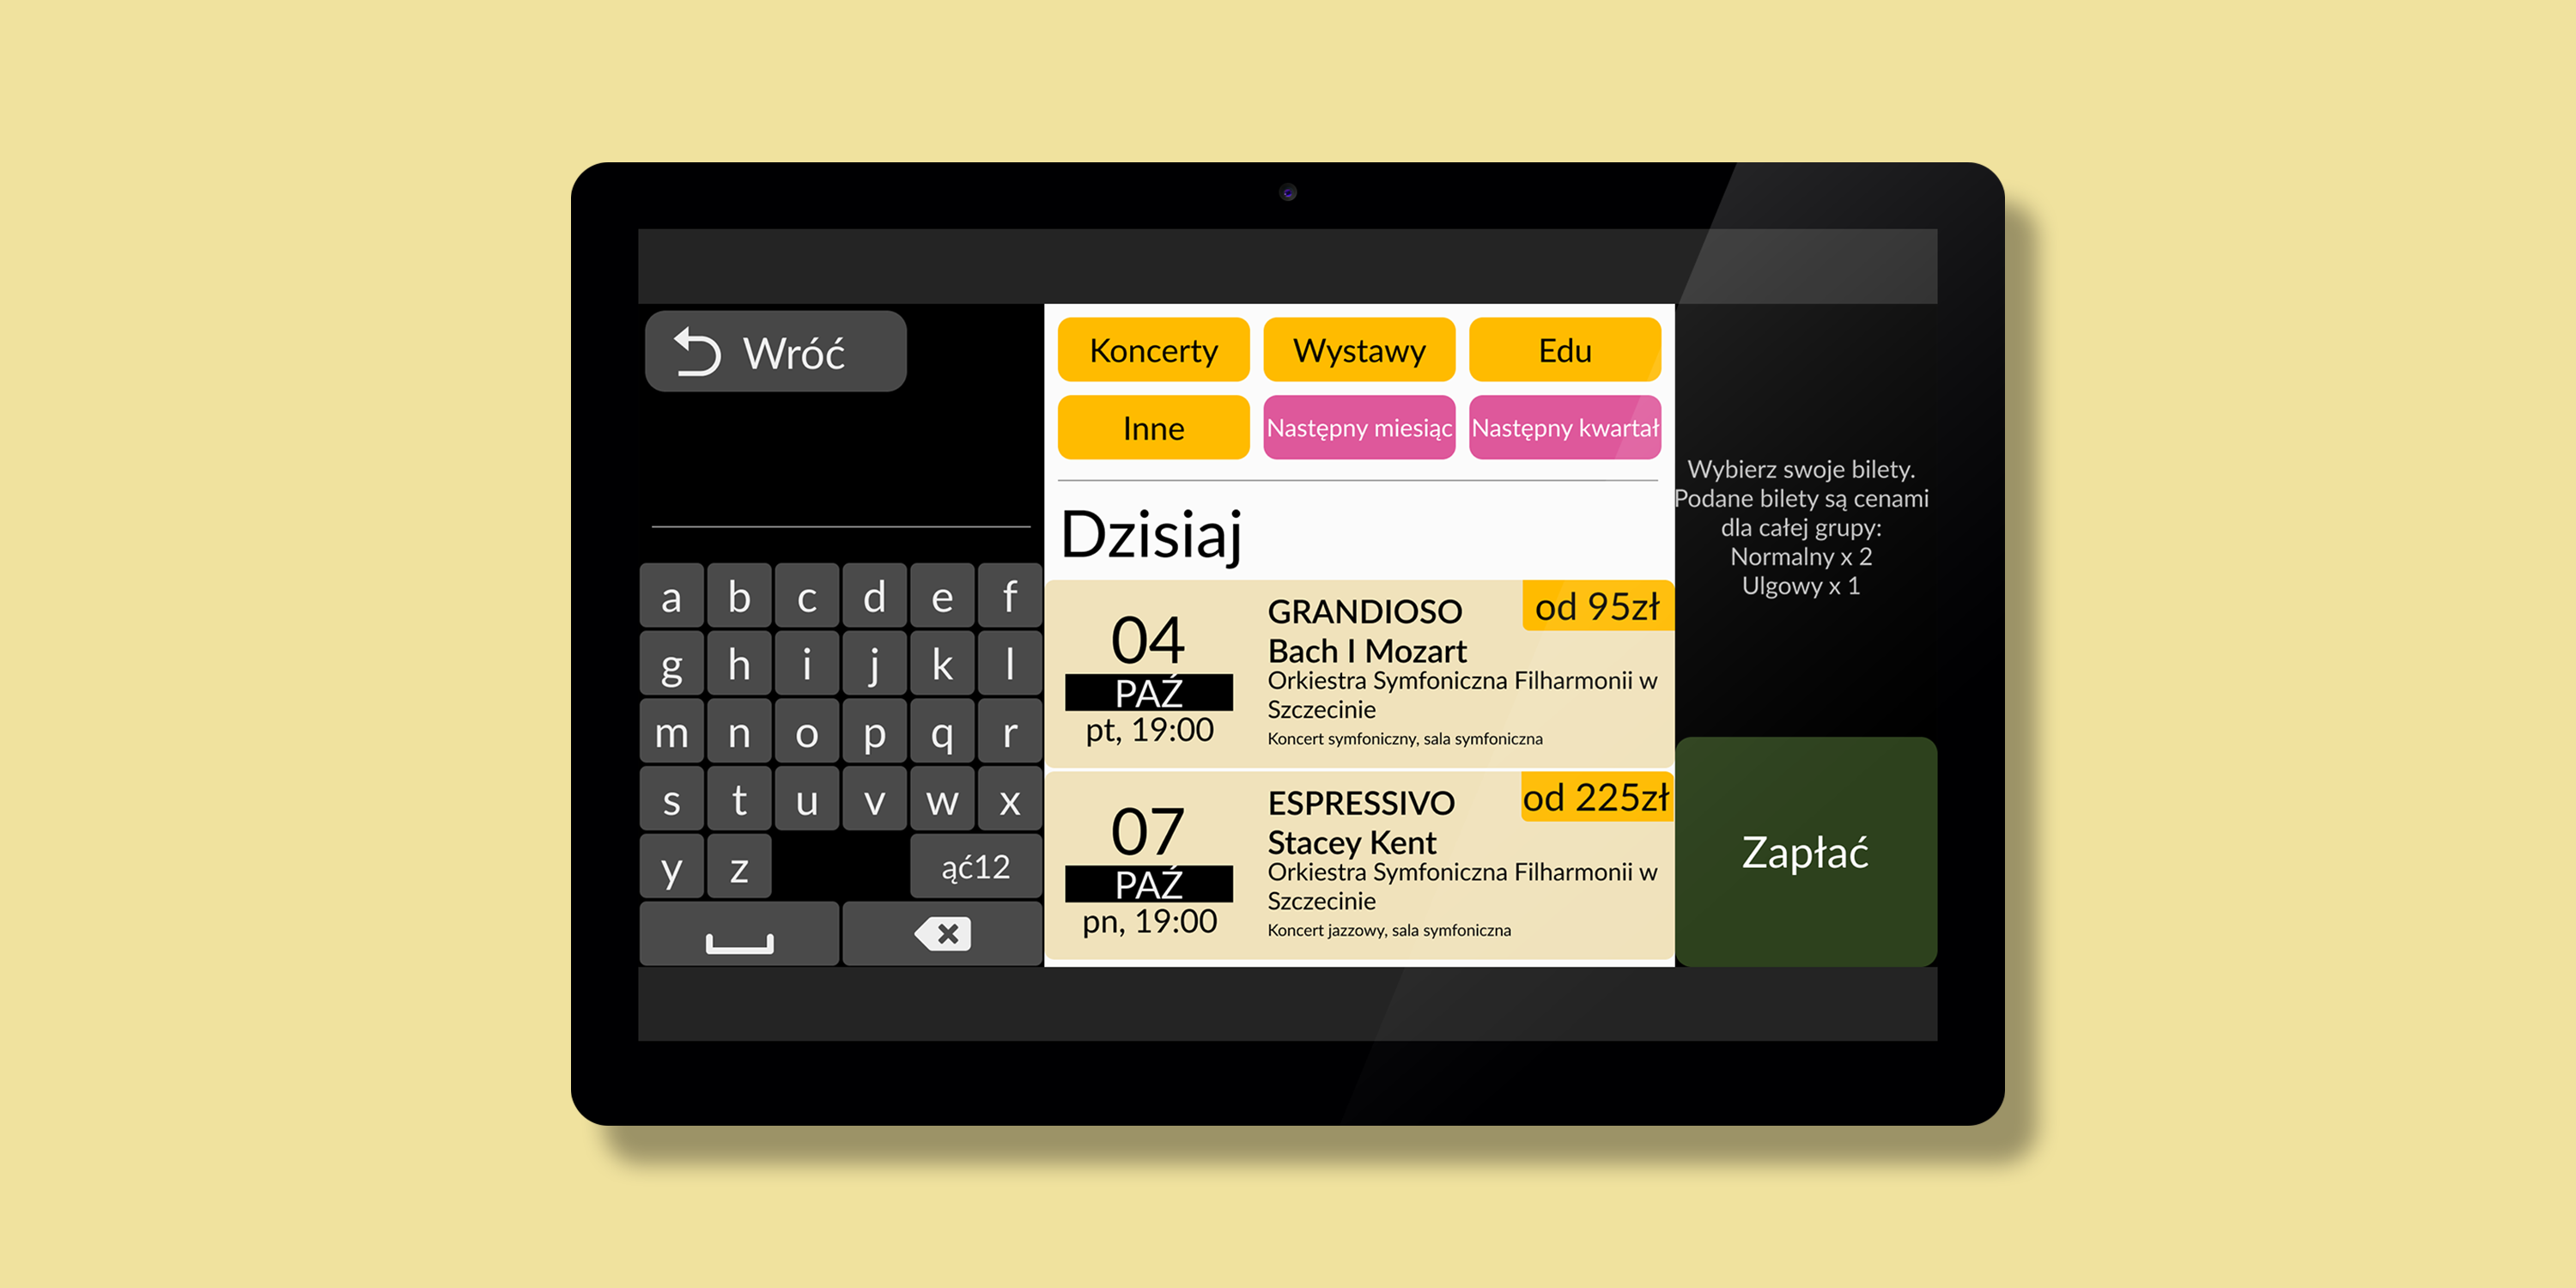 Wróć
a b c d e f
g h i j k l
m n o p q r
s t u v w x
y z ąć12
Koncerty Wystawy Edu
Inne Następny miesiąc Następny kwartał
Dzisiaj
04
PAŹ
pt, 19:00
od 95zł
GRANDIOSO
Bach I Mozart
Orkiestra Symfoniczna Filharmonii w
Szczecinie
Koncert symfoniczny, sala symfoniczna
07
PAŹ
pn, 19:00
od 225zł
ESPRESSIVO
Stacey Kent
Orkiestra Symfoniczna Filharmonii w
Szczecinie
Koncert jazzowy, sala symfoniczna
Wybierz swoje bilety.
Podane bilety są cenami
dla całej grupy:
Normalny x 2
Ulgowy x 1
Zapłać